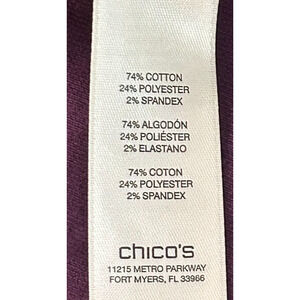 74% COTTON
24% POLYESTER
2% SPANDEX
74% ALGODÓN
24% POLIÉSTER
2% ELASTANO
74% COTON
24% POLYESTER
2% SPANDEX
chico's
11215 METRO PARKWAY
FORT MYERS, FL 33966